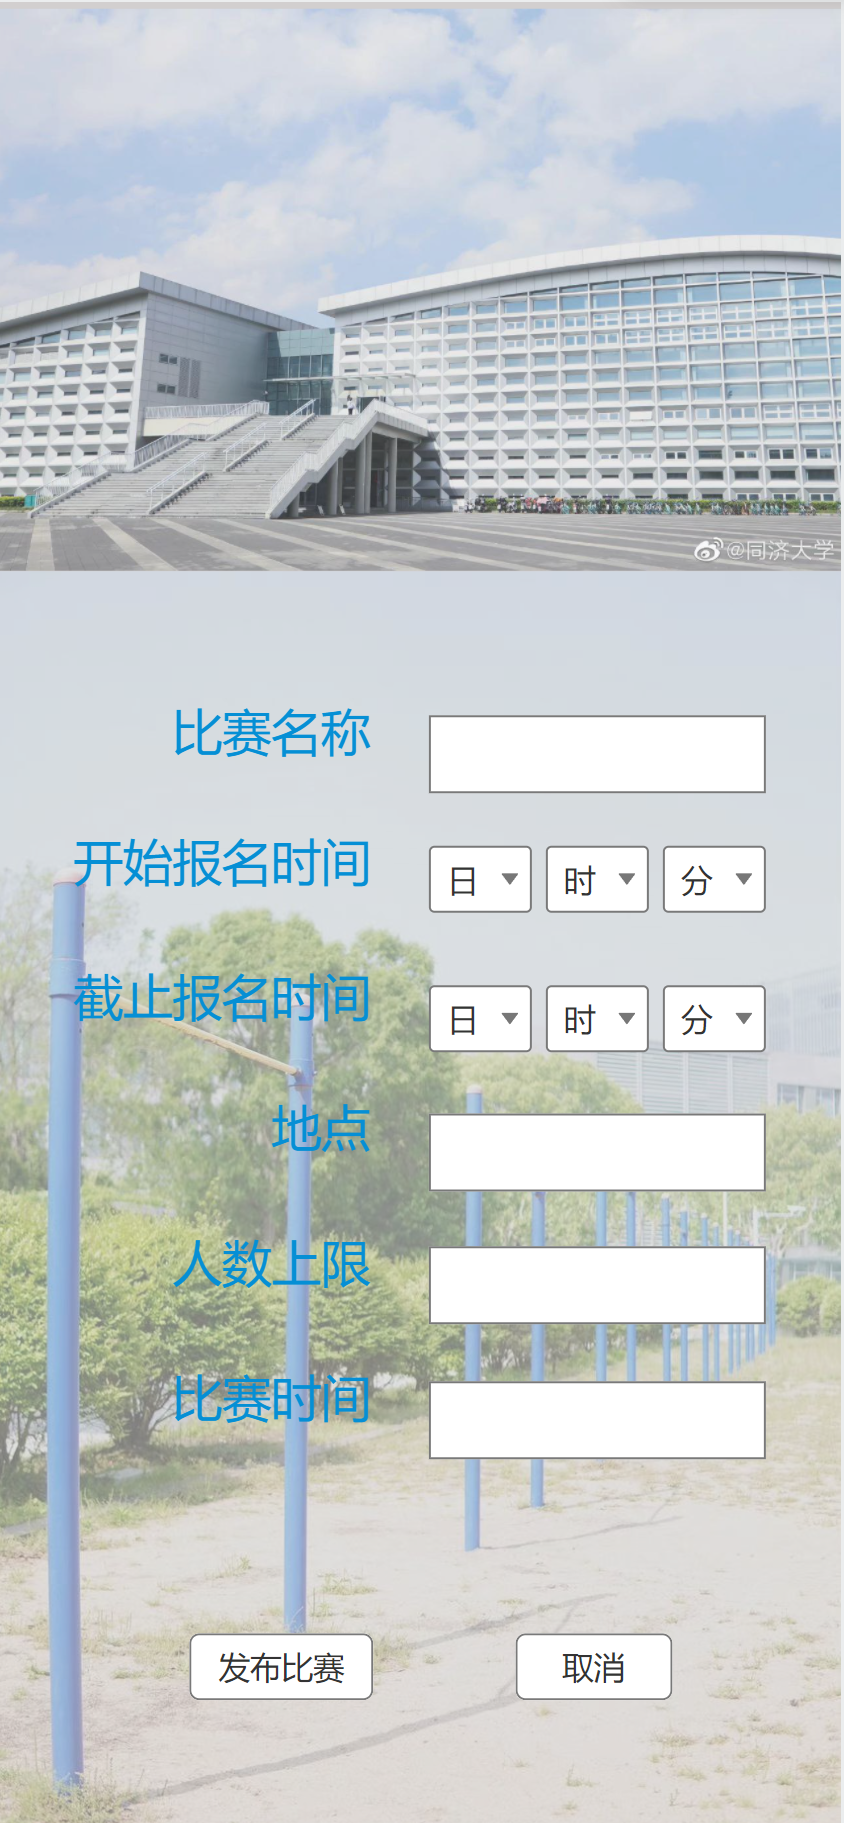 @同济大学
比赛名称
开始报名时间 日 时 分
截止报名时间 日 时 分
地点
人数上限
比赛时间
发布比赛 取消